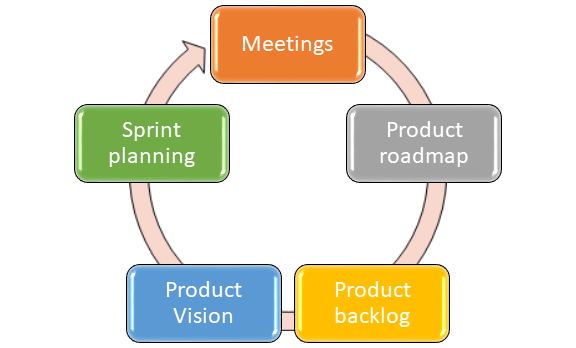 Meetings
Product
roadmap
Product
backlog
Product
Vision
Sprint
planning